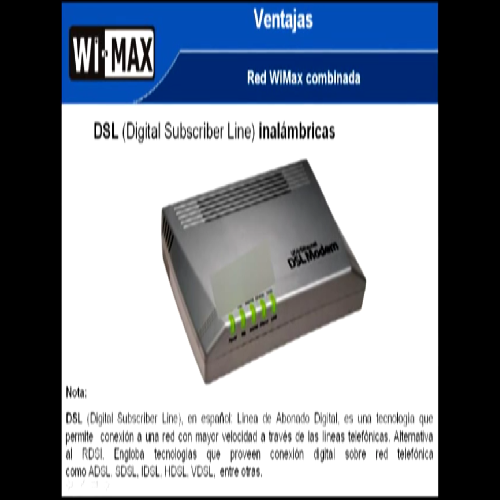 Ventajas
WI-MAX
Red WIMax combinada
DSL (Digital Subscriber Line) Inalámbricas
DSL Modem
Nota:
DSL (Digital Subscriber Line), en español: Línea de Abonado Digital, es una tecnología que
permite conexión a una red con mayor velocidad a través de las líneas telefónicas. Alternativa
al RDSI. Engloba tecnologías que proveen conexión digital sobre red telefónica
como ADSL, SDSL, IDSL, HDSL, VDSL, entre otras.